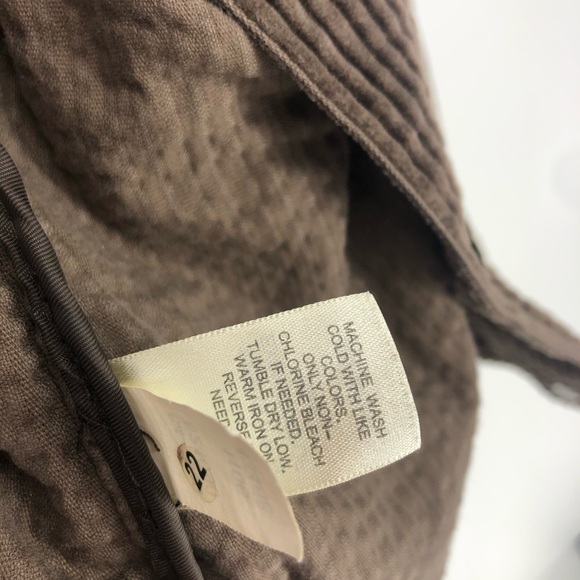 MACHINE WASH
COLD WITH LIKE
COLORS.
ONLY NON-
CHLORINE BLEACH
IF NEEDED.
TUMBLE DRY LOW.
WARM IRON ON
REVERSE
NEED
22